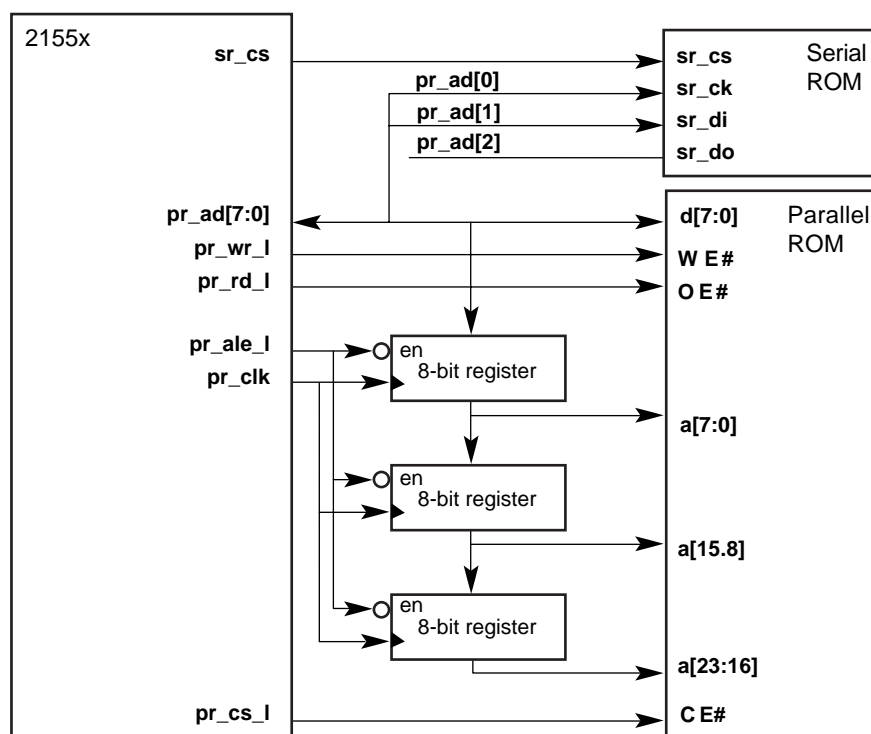 2155x
sr_cs
pr_ad[0]
pr_ad[1]
pr_ad[2]
pr_ad[7:0]
pr_wr_l
pr_rd_l
pr_ale_l
pr_clk
pr_cs_l
en
8-bit register
en
8-bit register
en
8-bit register
Serial
ROM
sr_cs
sr_ck
sr_di
sr_do
Parallel
ROM
d[7:0]
W E#
O E#
a[7:0]
a[15.8]
a[23:16]
C E#